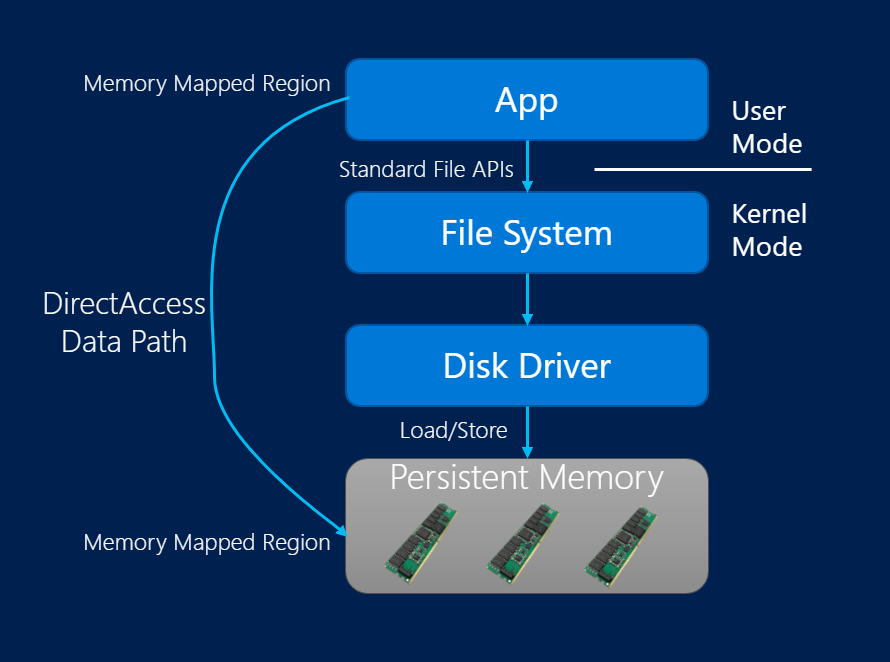 Memory Mapped Region
App
User
Mode
Standard File APIs
File System
Kernel
Mode
DirectAccess
Data Path
Disk Driver
Load/Store
Persistent Memory
Memory Mapped Region